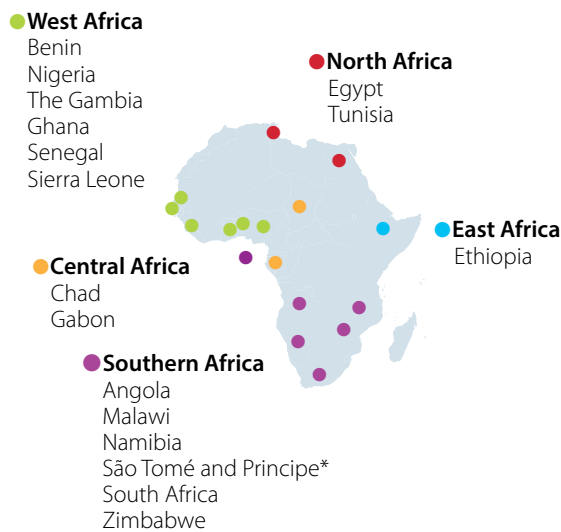 West Africa
Benin
Nigeria
The Gambia
Ghana
Senegal
Sierra Leone
North Africa
Egypt
Tunisia
East Africa
Ethiopia
Central Africa
Chad
Gabon
Southern Africa
Angola
Malawi
Namibia
São Tomé and Principe*
South Africa
Zimbabwe